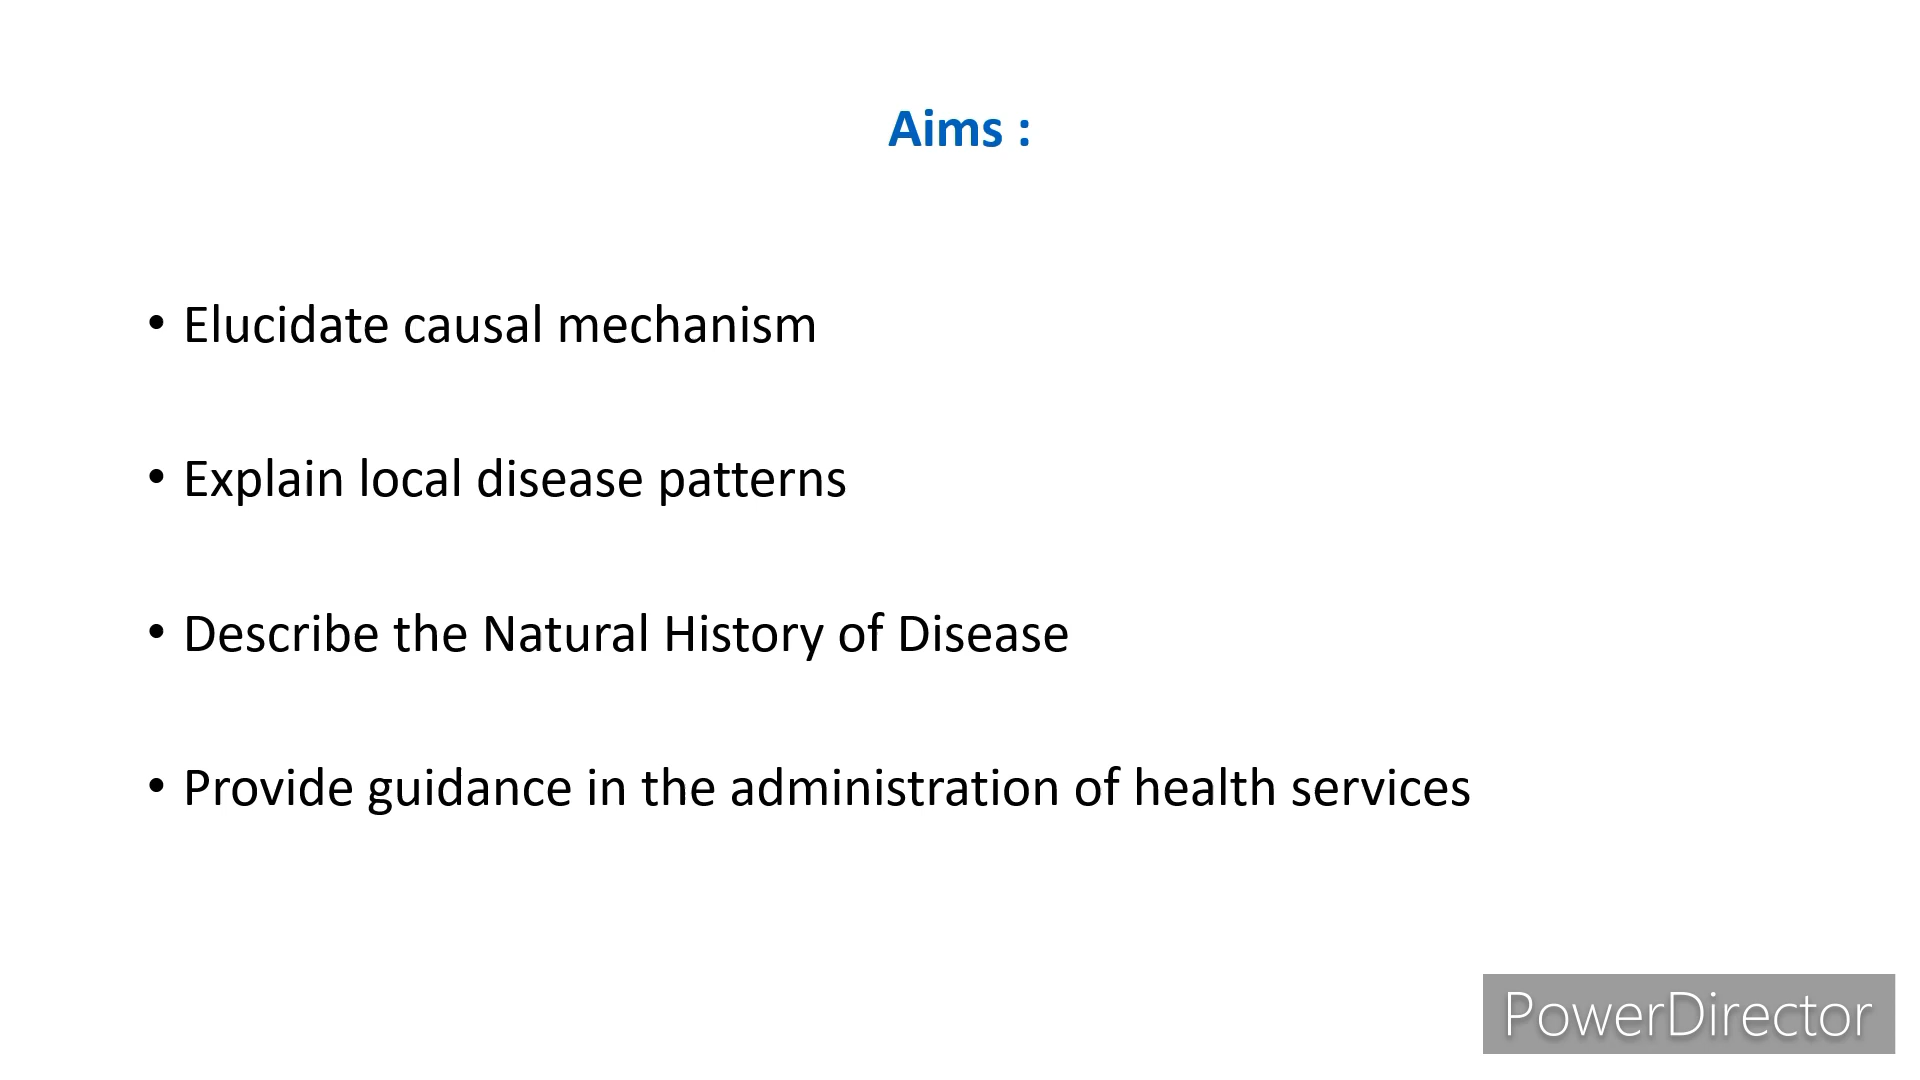 Aims :
• Elucidate causal mechanism
• Explain local disease patterns
• Describe the Natural History of Disease
• Provide guidance in the administration of health services
PowerDirector